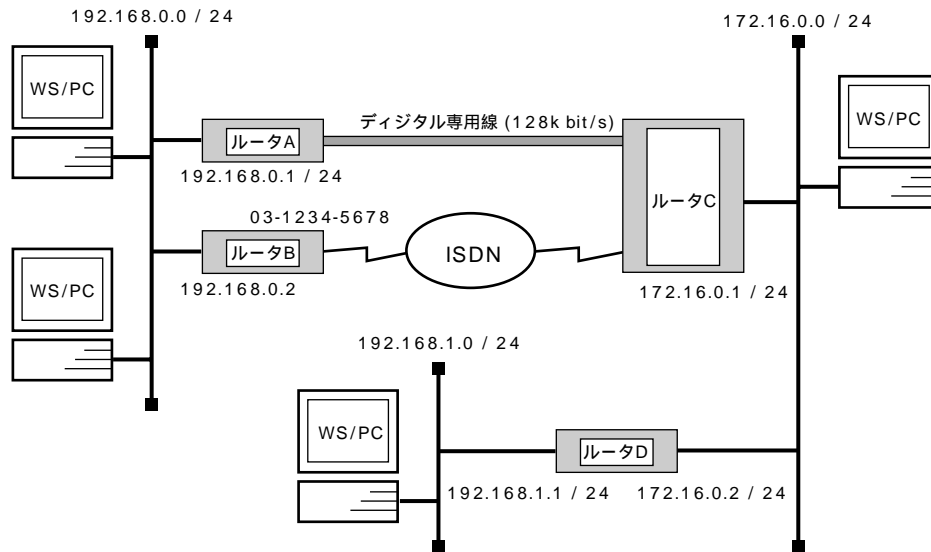 192.168.0.0 / 24
172.16.0.0 / 24
WS/PC
ディジタル専用線 (128k bit/s)
WS/PC
ルータA
192.168.0.1 / 24
ルータC
03-1234-5678
ルータB
ISDN
WS/PC
192.168.0.2
172.16.0.1 / 24
192.168.1.0 / 24
WS/PC
ルータD
192.168.1.1 / 24
172.16.0.2 / 24